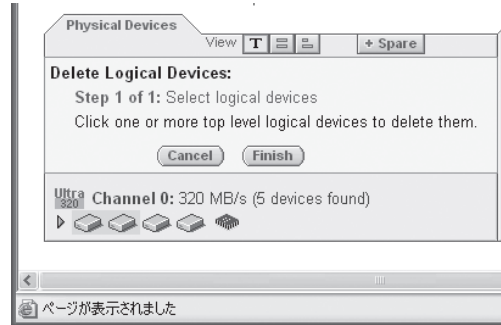 Physical Devices
View T + Spare
Delete Logical Devices:
Step 1 of 1: Select logical devices
Click one or more top level logical devices to delete them.
Cancel Finish
Ultra 320 Channel 0: 320 MB/s (5 devices found)
ページが表示されました